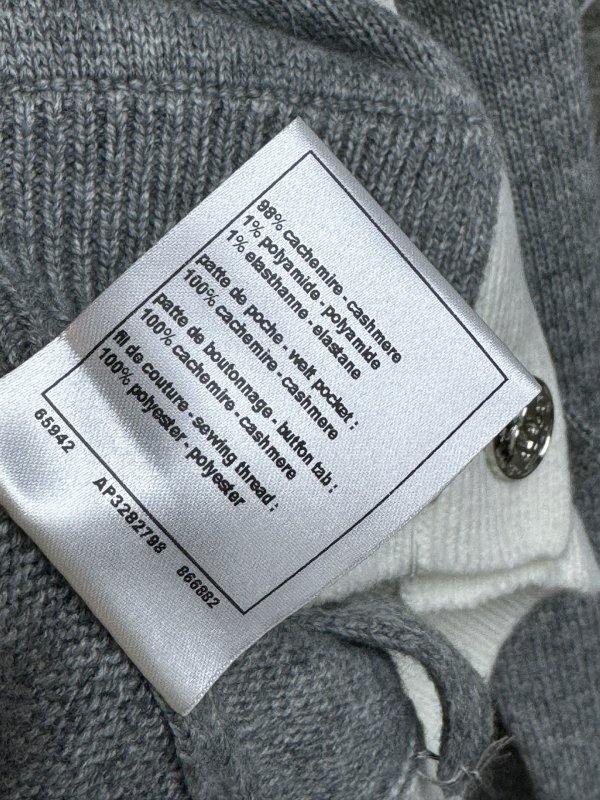 98% cachemire - cashmere
1% polyamide - polyamide
1% elasthanne - elastane
patte de poche - welt pocket :
100% cachemire - cashmere
patte de boutonnage - button tab :
100% cachemire - cashmere
fil de couture - sewing thread :
100% polyester - polyester
65942 AP3282798 866882